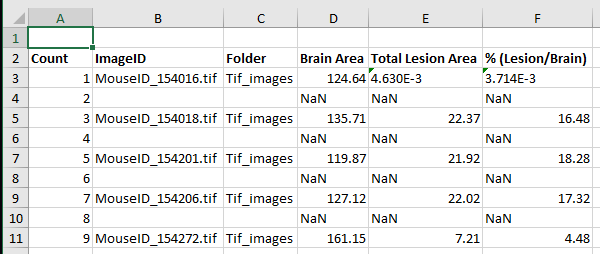 A B C D E F
1
2 Count ImageID Folder Brain Area Total Lesion Area % (Lesion/Brain)
3 1 MouseID_154016.tif Tif_images 124.64 4.630E-3 3.714E-3
4 2 NaN NaN NaN
5 3 MouseID_154018.tif Tif_images 135.71 22.37 16.48
6 4 NaN NaN NaN
7 5 MouseID_154201.tif Tif_images 119.87 21.92 18.28
8 6 NaN NaN NaN
9 7 MouseID_154206.tif Tif_images 127.12 22.02 17.32
10 8 NaN NaN NaN
11 9 MouseID_154272.tif Tif_images 161.15 7.21 4.48